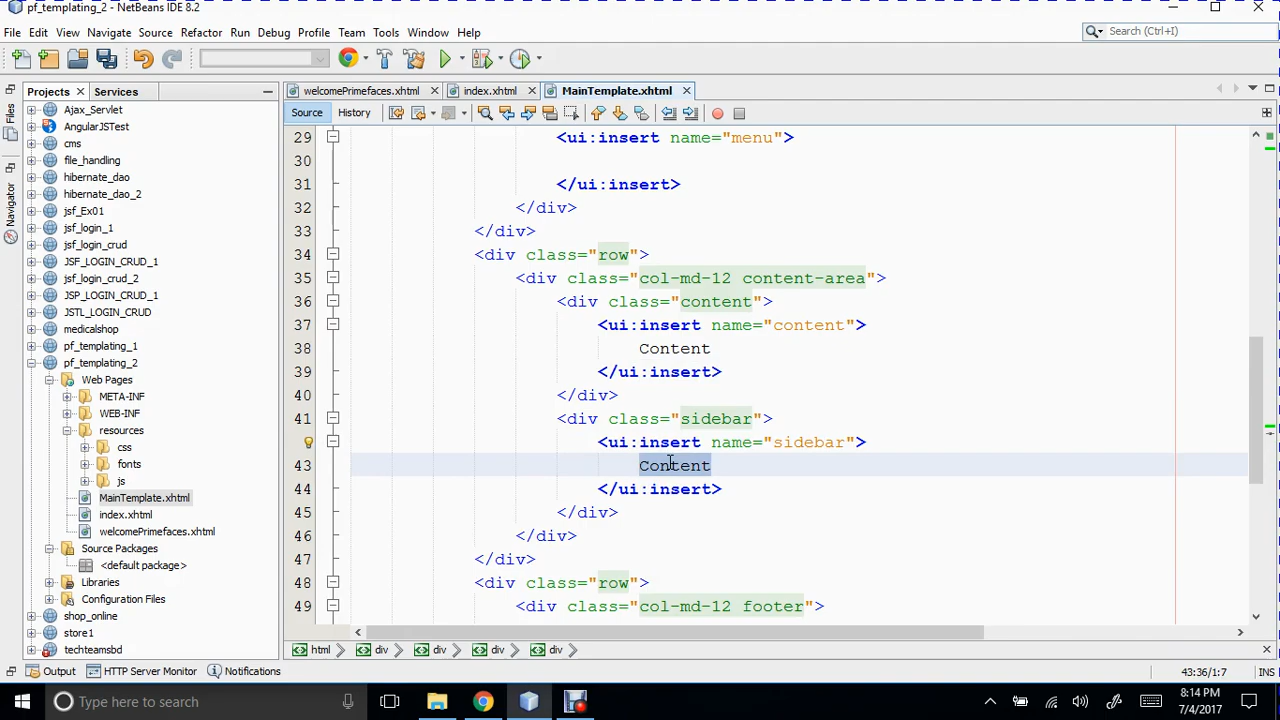 pf_templating_2 - NetBeans IDE 8.2
File Edit View Navigate Source Refactor Run Debug Profile Team Tools Window Help
Search (Ctrl+I)
Projects Services
welcomePrimefaces.xhtml index.xhtml MainTemplate.xhtml
Source History
Files
Navigator
Ajax_Servlet
AngularJSTest
cms
file_handling
hibernate_dao
hibernate_dao_2
jsf_Ex01
jsf_login_1
jsf_login_crud
JSF_LOGIN_CRUD_1
jsf_login_crud_2
JSP_LOGIN_CRUD_1
JSTL_LOGIN_CRUD
medicalshop
pf_templating_1
pf_templating_2
Web Pages
META-INF
WEB-INF
resources
css
fonts
js
MainTemplate.xhtml
index.xhtml
welcomePrimefaces.xhtml
Source Packages
<default package>
Libraries
Configuration Files
shop_online
store1
techteamsbd
29 <ui:insert name="menu">
30
31 </ui:insert>
32 </div>
33 </div>
34 <div class="row">
35 <div class="col-md-12 content-area">
36 <div class="content">
37 <ui:insert name="content">
38 Content
39 </ui:insert>
40 </div>
41 <div class="sidebar">
42 <ui:insert name="sidebar">
43 Content
44 </ui:insert>
45 </div>
46 </div>
47 </div>
48 <div class="row">
49 <div class="col-md-12 footer">
html div div div div
Output HTTP Server Monitor Notifications
43:36/1:7 INS
Type here to search
8:14 PM
7/4/2017